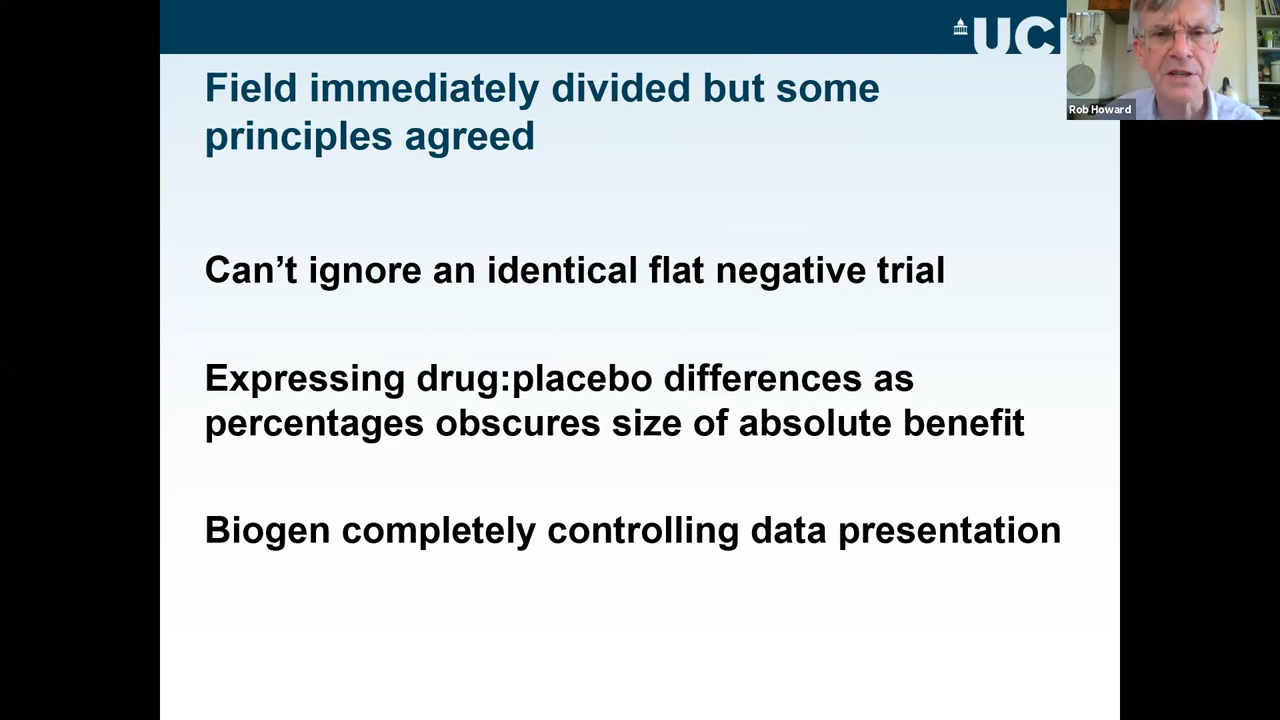 UC
Rob Howard
Field immediately divided but some
principles agreed
Can’t ignore an identical flat negative trial
Expressing drug:placebo differences as
percentages obscures size of absolute benefit
Biogen completely controlling data presentation